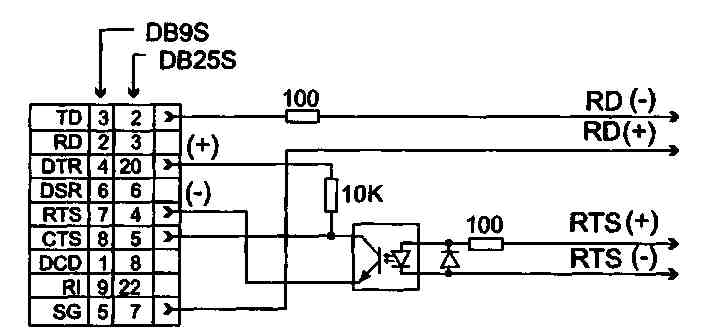 DB9S
DB25S
100
RD (-)
TD 3 2
RD (+)
RD 2 3
(+)
DTR 4 20
10K
DSR 6 6
(-)
RTS 7 4
100
RTS (+)
CTS 8 5
RTS (-)
DCD 1 8
RI 9 22
SG 5 7